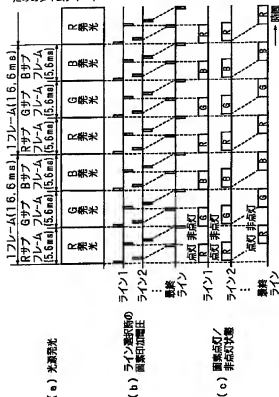 1フレームA(16.6ms) 1フレームA(16.6ms)
Rサブフレーム(5.6ms) Gサブフレーム(5.6ms) Bサブフレーム(5.6ms) Rサブフレーム(5.6ms) Gサブフレーム(5.6ms) Bサブフレーム(5.6ms)
(a) 光源発光
R発光 G発光 B発光 R発光 G発光 B発光 R発光
(b) ライン選択時の画素印加電圧
ライン1
ライン2
⋮
最終ライン
(c) 画素点灯/非点灯状態
ライン1
ライン2
⋮
最終ライン
点灯 非点灯 点灯 非点灯
R G B R G B R
R G B R G B R
時間